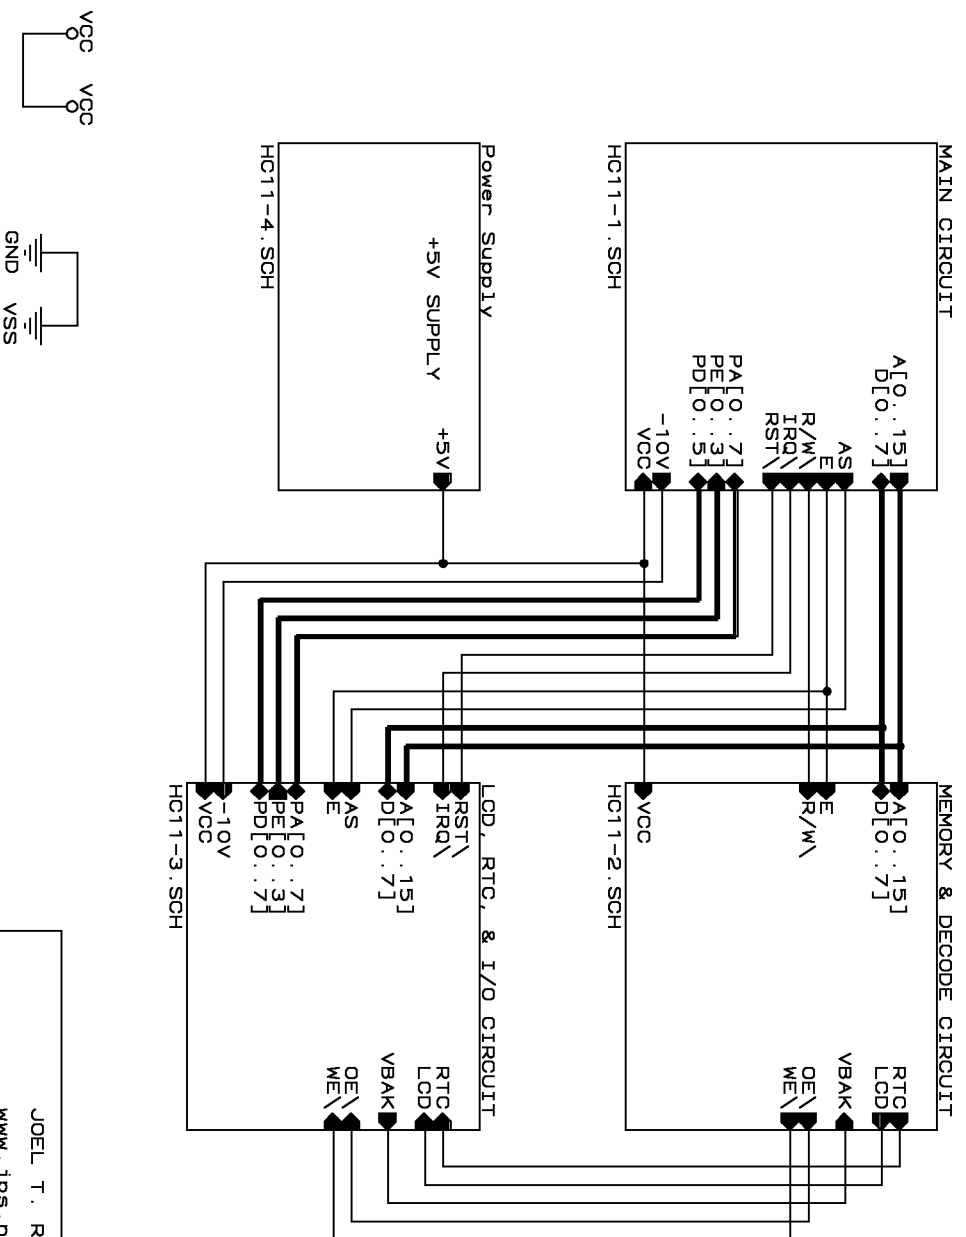 MAIN CIRCUIT
A[0..15]
D[0..7]
AS
E
R/W\
IRQ\
RST\
PA[0..7]
PE[0..3]
PD[0..5]
-10V
VCC
HC11-1.SCH
MEMORY & DECODE CIRCUIT
A[0..15]
D[0..7]
E
R/W\
VCC
RTC
LCD
VBAK
OE\
WE\
HC11-2.SCH
Power Supply
+5V SUPPLY
+5V
HC11-4.SCH
LCD, RTC, & I/O CIRCUIT
RST\
IRQ\
A[0..15]
D[0..7]
AS
E
PA[0..7]
PE[0..3]
PD[0..7]
-10V
VCC
RTC
LCD
VBAK
OE\
WE\
HC11-3.SCH
VCC VCC
GND VSS
JOEL T. R